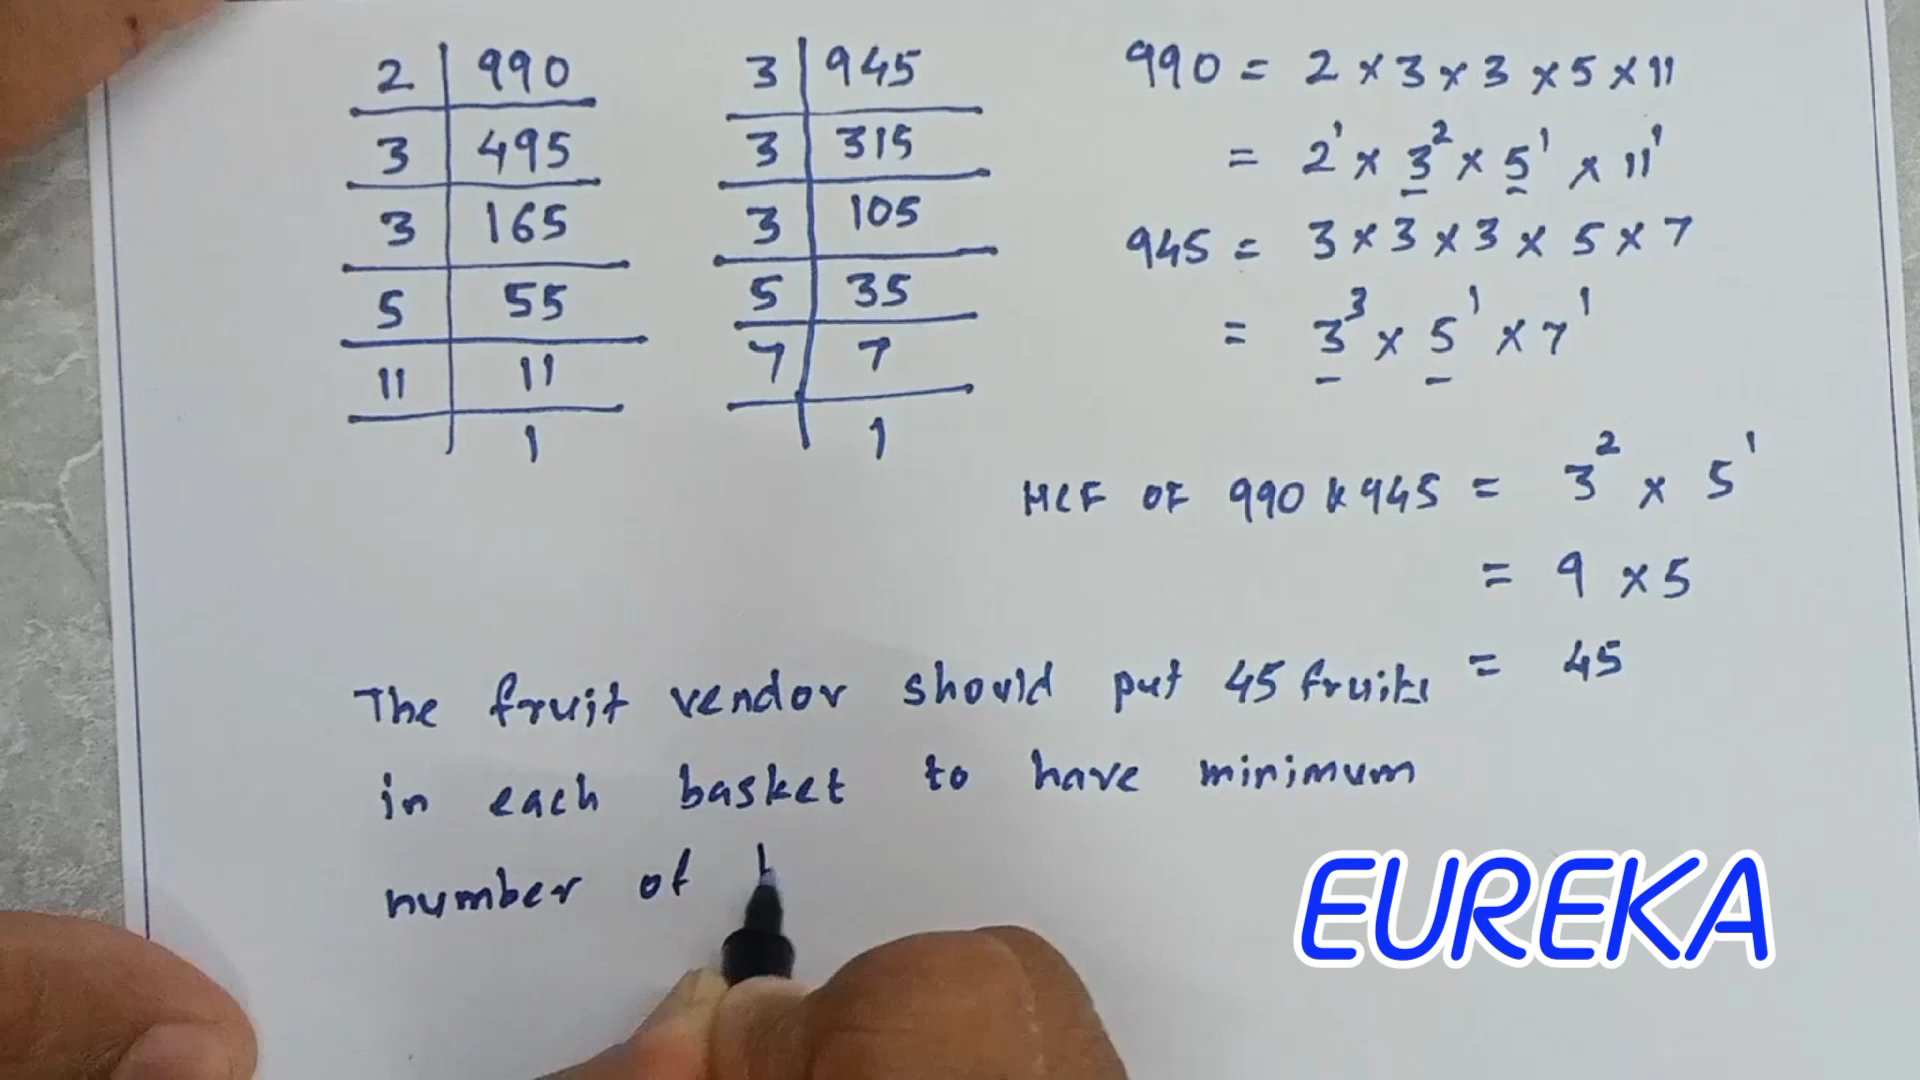 2 | 990
3 | 495
3 | 165
5 | 55
11 | 11
1
3 | 945
3 | 315
3 | 105
5 | 35
7 | 7
1
990 = 2 × 3 × 3 × 5 × 11
= 2¹ × 3² × 5¹ × 11¹
945 = 3 × 3 × 3 × 5 × 7
= 3³ × 5¹ × 7¹
HCF OF 990 & 945 = 3² × 5¹
= 9 × 5
= 45
The fruit vendor should put 45 fruits
in each basket to have minimum
number of
EUREKA